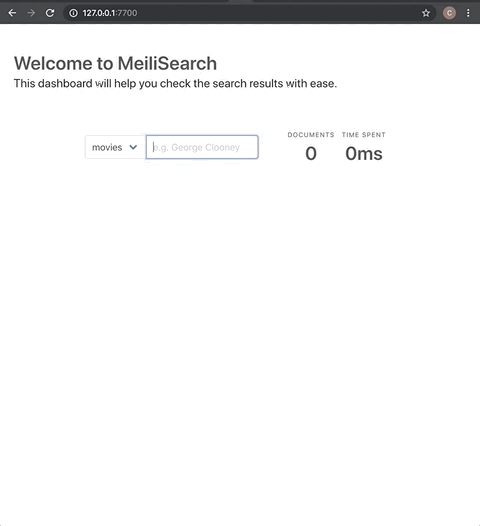 127.0.0.1:7700
C
Welcome to MeiliSearch
This dashboard will help you check the search results with ease.
movies
e.g. George Clooney
DOCUMENTS TIME SPENT
0 0ms